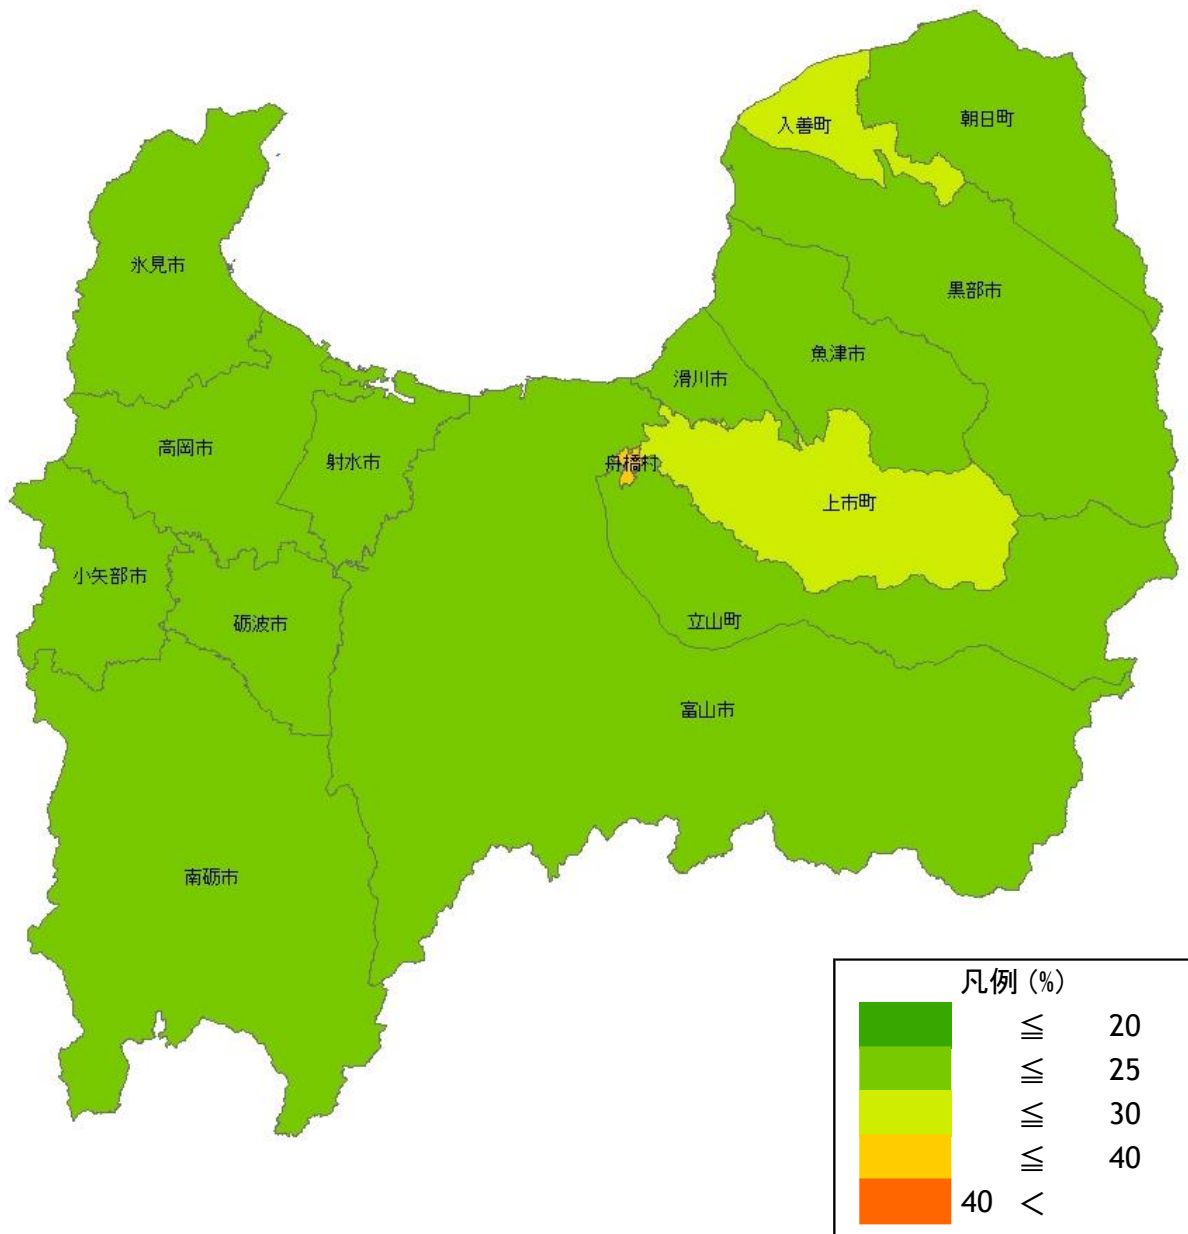 入善町
朝日町
氷見市
黒部市
魚津市
滑川市
高岡市
射水市
舟橋村
上市町
小矢部市
砺波市
立山町
富山市
南砺市
凡例 (%)
≦ 20
≦ 25
≦ 30
≦ 40
40 <